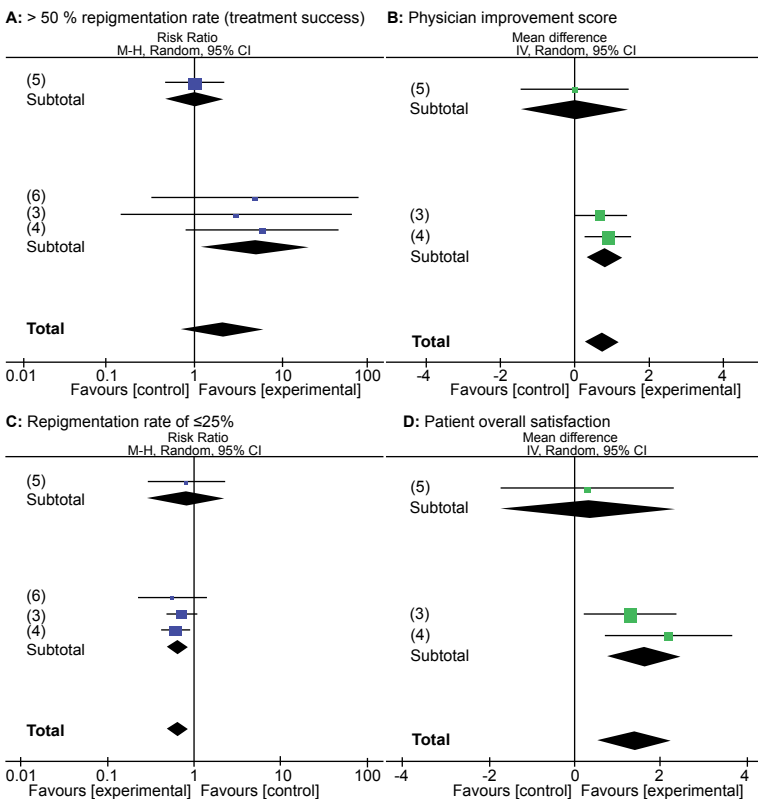 A: > 50 % repigmentation rate (treatment success)
Risk Ratio
M-H, Random, 95% CI
(5)
Subtotal
(6)
(3)
(4)
Subtotal
Total
0.01 0.1 1 10 100
Favours [control] Favours [experimental]
B: Physician improvement score
Mean difference
IV, Random, 95% CI
(5)
Subtotal
(3)
(4)
Subtotal
Total
-4 -2 0 2 4
Favours [control] Favours [experimental]
C: Repigmentation rate of ≤25%
Risk Ratio
M-H, Random, 95% CI
(5)
Subtotal
(6)
(3)
(4)
Subtotal
Total
0.01 0.1 1 10 100
Favours [experimental] Favours [control]
D: Patient overall satisfaction
Mean difference
IV, Random, 95% CI
(5)
Subtotal
(3)
(4)
Subtotal
Total
-4 -2 0 2 4
Favours [control] Favours [experimental]